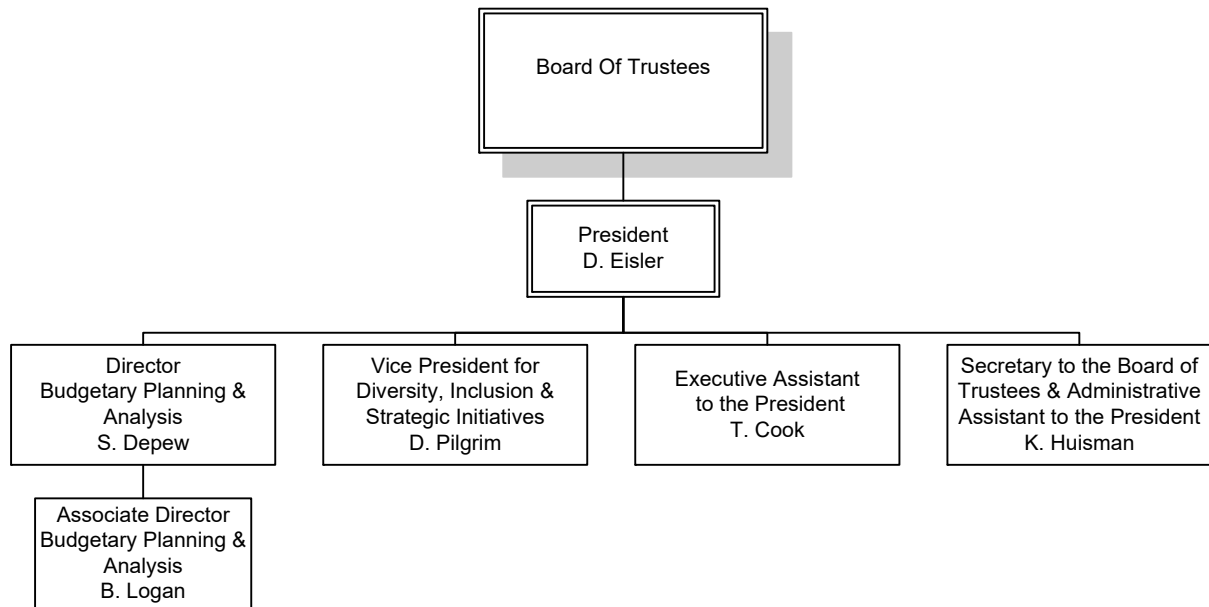 Board Of Trustees
President
D. Eisler
Director
Budgetary Planning &
Analysis
S. Depew
Vice President for
Diversity, Inclusion &
Strategic Initiatives
D. Pilgrim
Executive Assistant
to the President
T. Cook
Secretary to the Board of
Trustees & Administrative
Assistant to the President
K. Huisman
Associate Director
Budgetary Planning &
Analysis
B. Logan